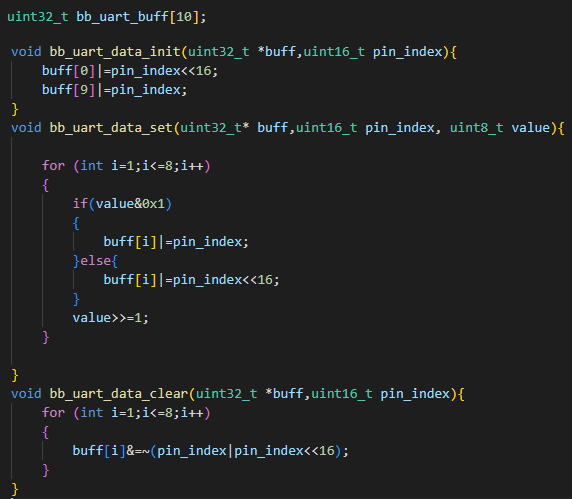 uint32_t bb_uart_buff[10];
void bb_uart_data_init(uint32_t *buff,uint16_t pin_index){
    buff[0]|=pin_index<<16;
    buff[9]|=pin_index;
}
void bb_uart_data_set(uint32_t* buff,uint16_t pin_index, uint8_t value){
    for (int i=1;i<=8;i++)
    {
        if(value&0x1)
        {
            buff[i]|=pin_index;
        }else{
            buff[i]|=pin_index<<16;
        }
        value>>=1;
    }
}
void bb_uart_data_clear(uint32_t *buff,uint16_t pin_index){
    for (int i=1;i<=8;i++)
    {
        buff[i]&=~(pin_index|pin_index<<16);
    }
}